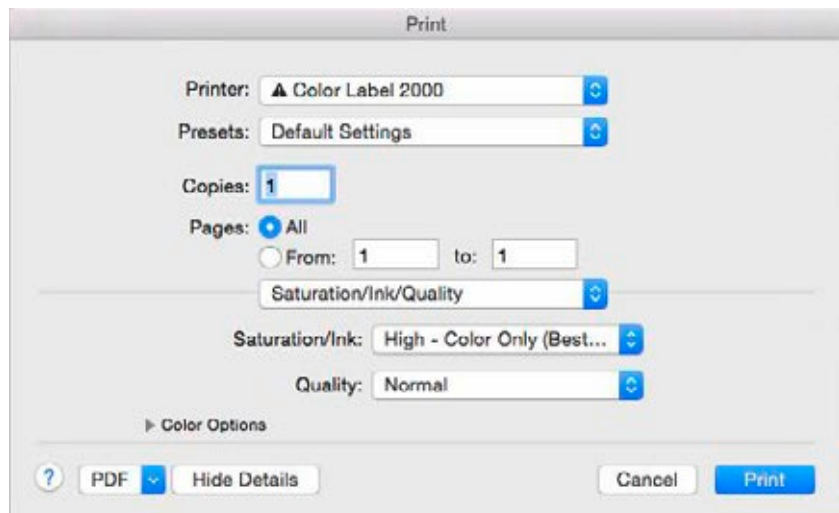 Print
Printer: ⚠ Color Label 2000
Presets: Default Settings
Copies: 1
Pages: All
From: 1 to: 1
Saturation/Ink/Quality
Saturation/Ink: High - Color Only (Best...
Quality: Normal
Color Options
? PDF Hide Details Cancel Print